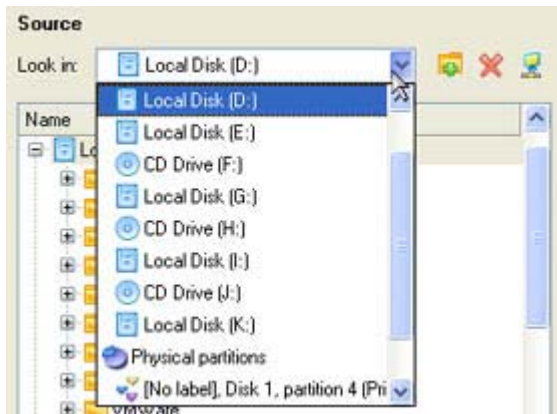 Source
Look in: Local Disk (D:)
Name
Local Disk (D:)
Local Disk (E:)
CD Drive (F:)
Local Disk (G:)
CD Drive (H:)
Local Disk (I:)
CD Drive (J:)
Local Disk (K:)
Physical partitions
[No label], Disk 1, partition 4 (Pri
VMWare